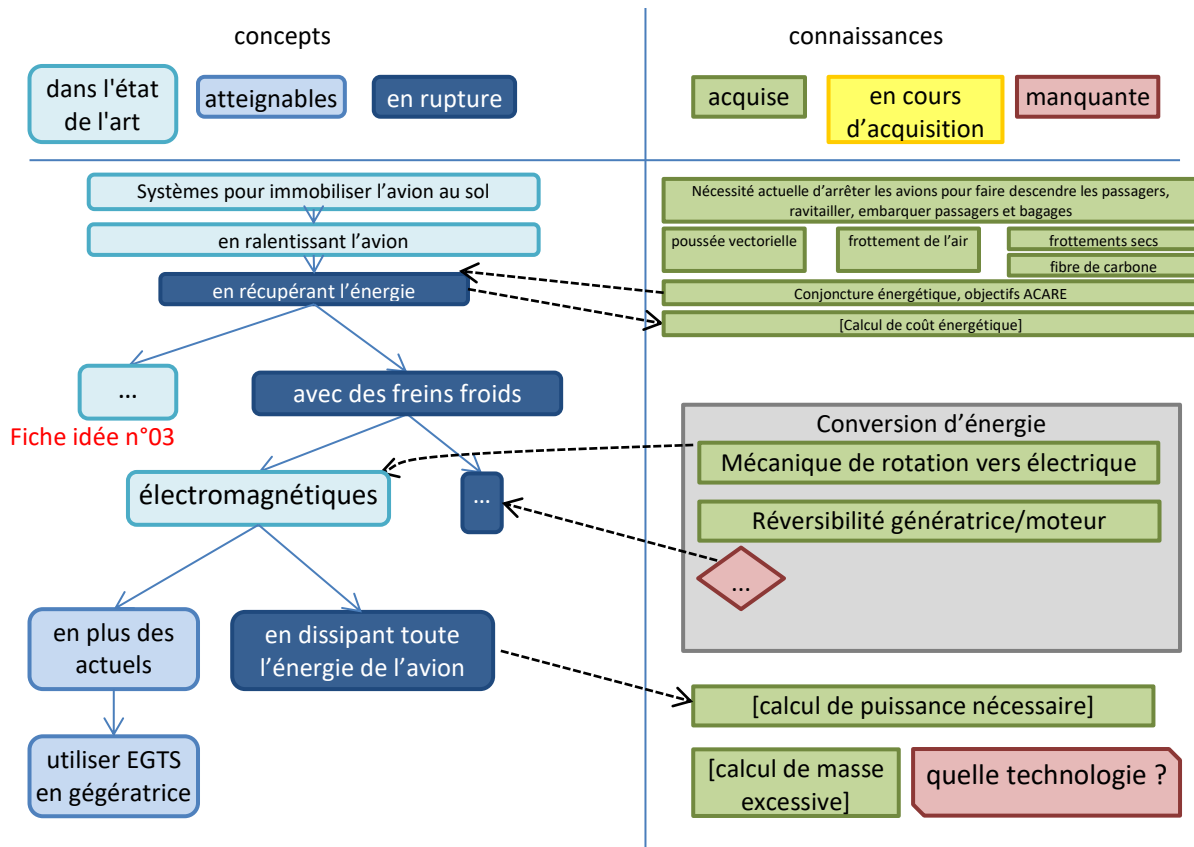 concepts
connaissances
dans l'état
de l'art
atteignables
en rupture
acquise
en cours
d’acquisition
manquante
Systèmes pour immobiliser l’avion au sol
en ralentissant l’avion
en récupérant l’énergie
...
Fiche idée n°03
avec des freins froids
électromagnétiques
...
en plus des
actuels
en dissipant toute
l’énergie de l’avion
utiliser EGTS
en gégératrice
Nécessité actuelle d’arrêter les avions pour faire descendre les passagers,
ravitailler, embarquer passagers et bagages
poussée vectorielle
frottement de l’air
frottements secs
fibre de carbone
Conjoncture énergétique, objectifs ACARE
[Calcul de coût énergétique]
Conversion d’énergie
Mécanique de rotation vers électrique
Réversibilité génératrice/moteur
...
[calcul de puissance nécessaire]
[calcul de masse
excessive]
quelle technologie ?